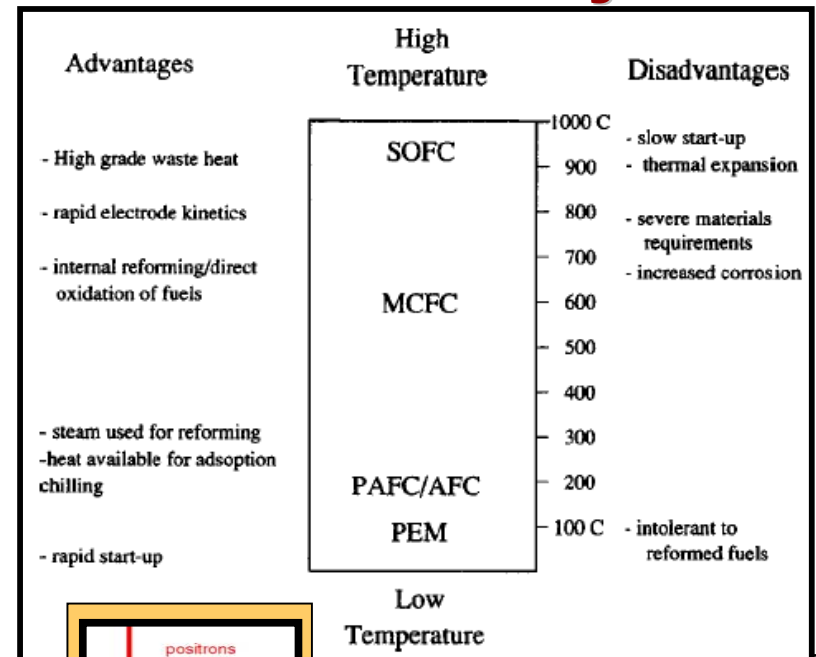 High
Temperature
Advantages
Disadvantages
- High grade waste heat
- rapid electrode kinetics
- internal reforming/direct
oxidation of fuels
- steam used for reforming
-heat available for adsoption
chilling
- rapid start-up
SOFC
MCFC
PAFC/AFC
PEM
1000 C
900
800
700
600
500
400
300
200
100 C
- slow start-up
- thermal expansion
- severe materials
requirements
- increased corrosion
- intolerant to
reformed fuels
Low
Temperature
positrons